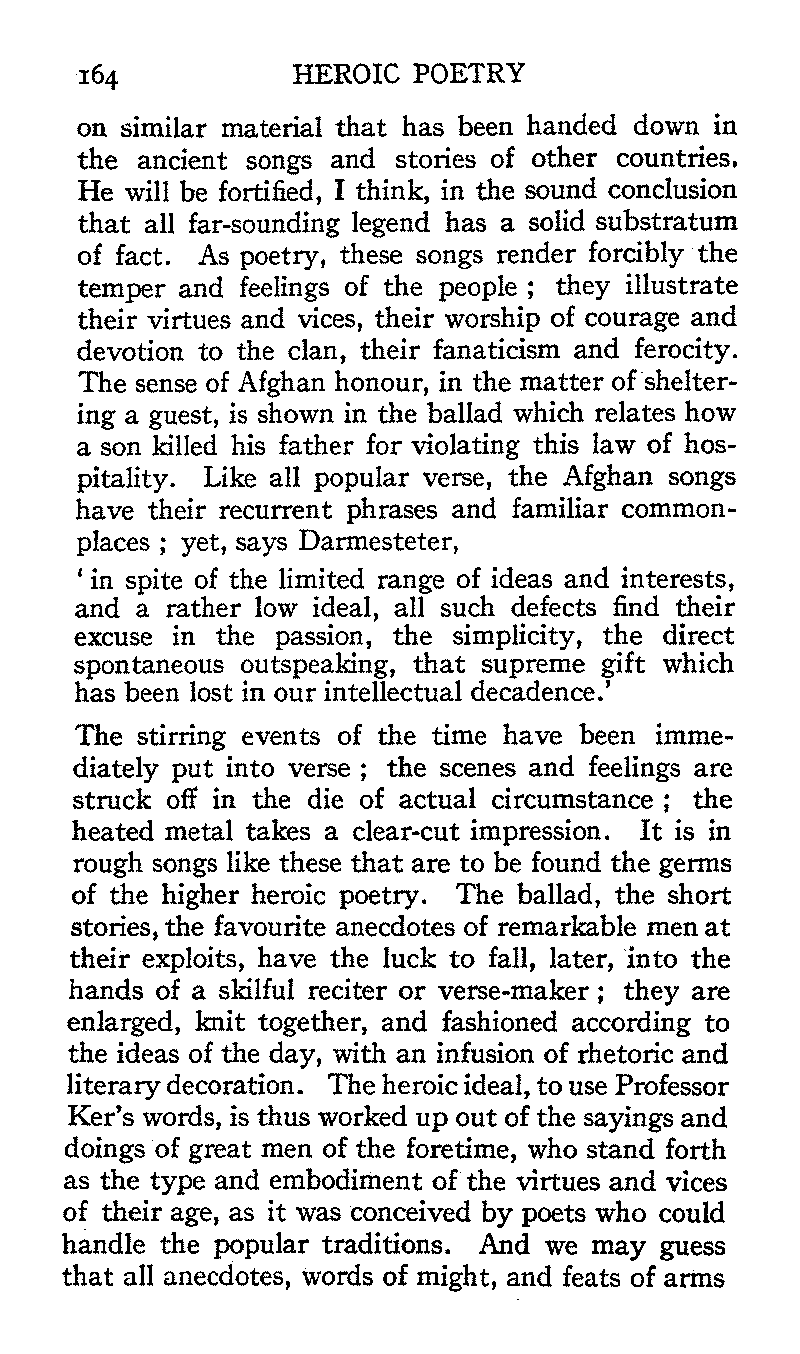 164 HEROIC POETRY
on similar material that has been handed down in
the ancient songs and stories of other countries.
He will be fortified, I think, in the sound conclusion
that all far-sounding legend has a solid substratum
of fact. As poetry, these songs render forcibly the
temper and feelings of the people ; they illustrate
their virtues and vices, their worship of courage and
devotion to the clan, their fanaticism and ferocity.
The sense of Afghan honour, in the matter of shelter-
ing a guest, is shown in the ballad which relates how
a son killed his father for violating this law of hos-
pitality. Like all popular verse, the Afghan songs
have their recurrent phrases and familiar common-
places ; yet, says Darmesteter,
‘ in spite of the limited range of ideas and interests,
and a rather low ideal, all such defects find their
excuse in the passion, the simplicity, the direct
spontaneous outspeaking, that supreme gift which
has been lost in our intellectual decadence.’
The stirring events of the time have been imme-
diately put into verse ; the scenes and feelings are
struck off in the die of actual circumstance ; the
heated metal takes a clear-cut impression. It is in
rough songs like these that are to be found the germs
of the higher heroic poetry. The ballad, the short
stories, the favourite anecdotes of remarkable men at
their exploits, have the luck to fall, later, into the
hands of a skilful reciter or verse-maker ; they are
enlarged, knit together, and fashioned according to
the ideas of the day, with an infusion of rhetoric and
literary decoration. The heroic ideal, to use Professor
Ker’s words, is thus worked up out of the sayings and
doings of great men of the foretime, who stand forth
as the type and embodiment of the virtues and vices
of their age, as it was conceived by poets who could
handle the popular traditions. And we may guess
that all anecdotes, words of might, and feats of arms